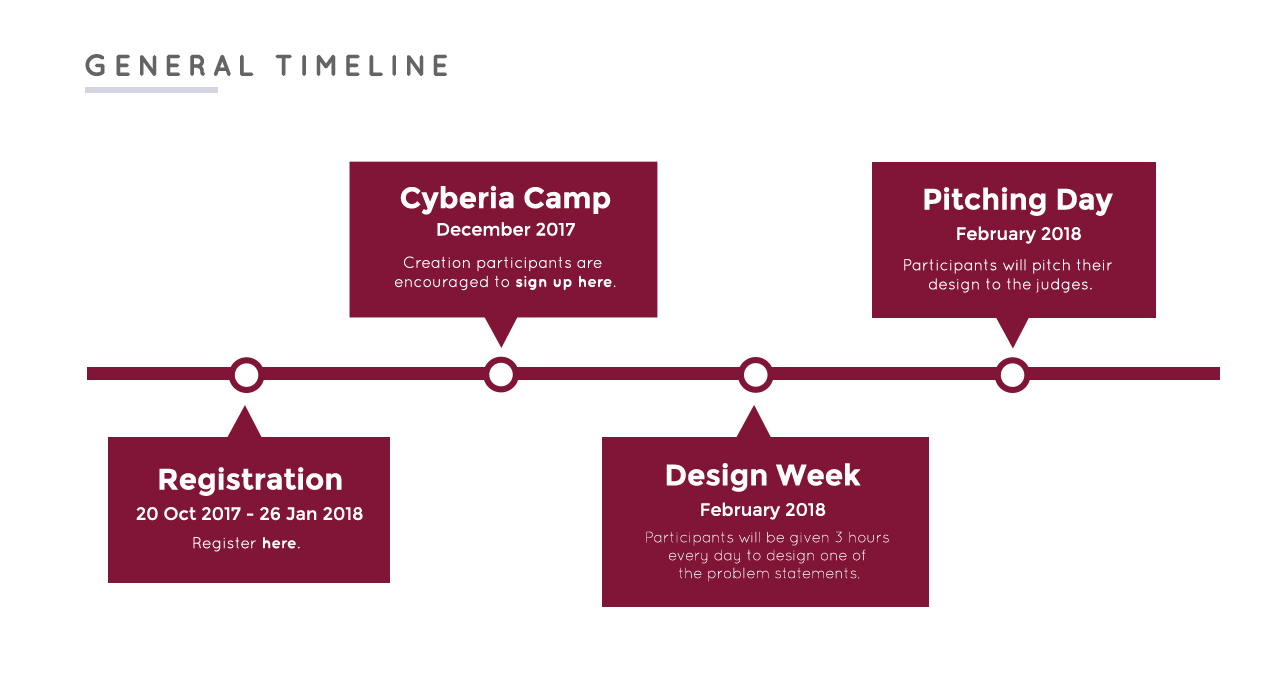 GENERAL TIMELINE
Cyberia Camp
December 2017
Creation participants are
encouraged to sign up here.
Pitching Day
February 2018
Participants will pitch their
design to the judges.
Registration
20 Oct 2017 - 26 Jan 2018
Register here.
Design Week
February 2018
Participants will be given 3 hours
every day to design one of
the problem statements.